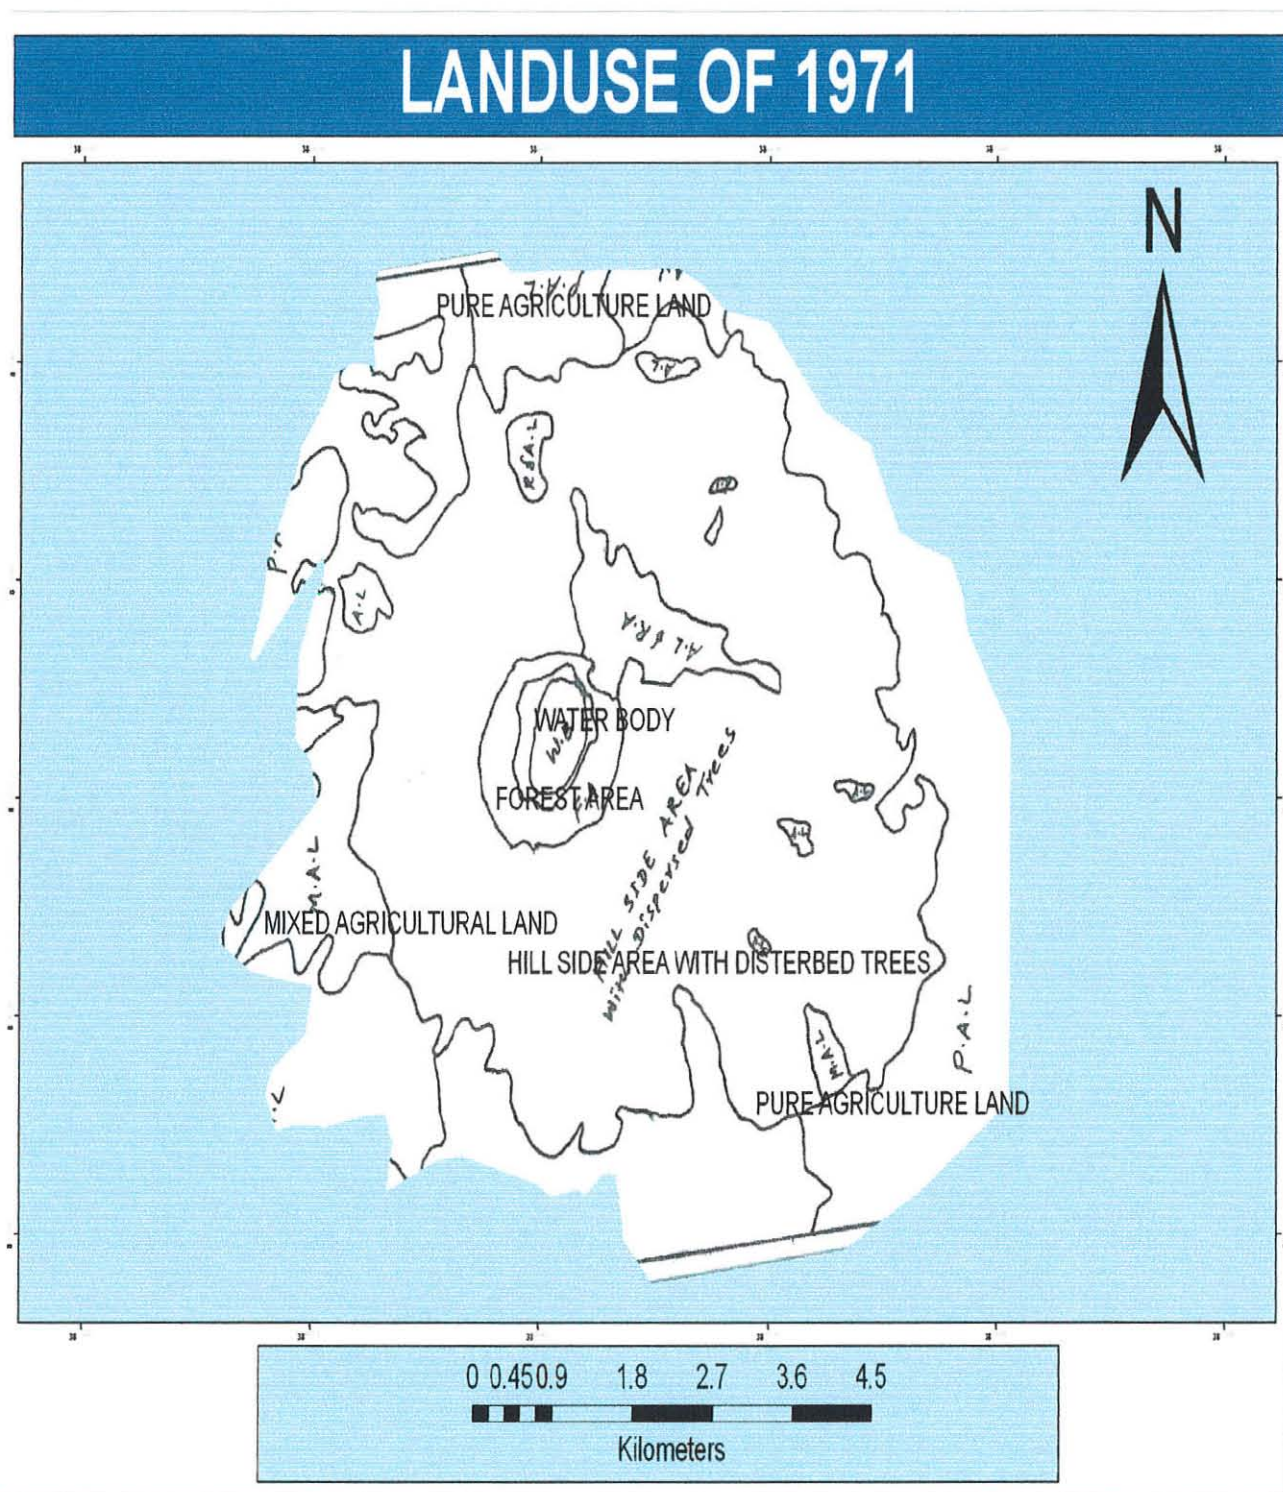 LANDUSE OF 1971
N
PURE AGRICULTURE LAND
R&A.L
A.L
A.L & R.A
WATER BODY
W.B
FOREST AREA
HILL SIDE AREA
With Dispersed Trees
M.A.L
MIXED AGRICULTURAL LAND
HILL SIDE AREA WITH DISTERBED TREES
P.A.L
M.A.L
PURE AGRICULTURE LAND
0 0.45 0.9 1.8 2.7 3.6 4.5
Kilometers